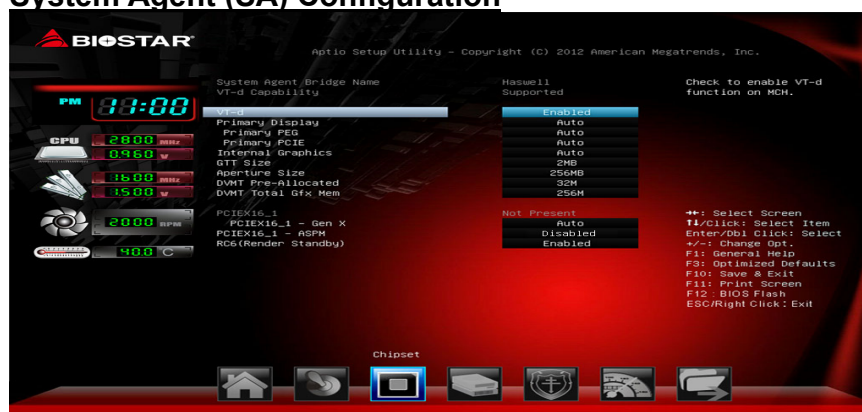 System Agent (SA) Configuration
BIOSTAR
Aptio Setup Utility – Copyright (C) 2012 American Megatrends, Inc.
System Agent Bridge Name Haswell
VT-d Capability Supported
VT-d Enabled
Primary Display Auto
Primary PEG Auto
Primary PCIE Auto
Internal Graphics Auto
GTT Size 2MB
Aperture Size 256MB
DVMT Pre-Allocated 32M
DVMT Total Gfx Mem 256M
PCIEX16_1 Not Present
PCIEX16_1 – Gen X Auto
PCIEX16_1 – ASPM Disabled
RC6(Render Standby) Enabled
Check to enable VT-d
function on MCH.
PM 11:00
CPU 2800 MHz
0.960 v
1600 MHz
1.500 v
2000 RPM
40.0 C
→←: Select Screen
↑↓/Click: Select Item
Enter/Dbl Click: Select
+/-: Change Opt.
F1: General Help
F3: Optimized Defaults
F10: Save & Exit
F11: Print Screen
F12 : BIOS Flash
ESC/Right Click : Exit
Chipset